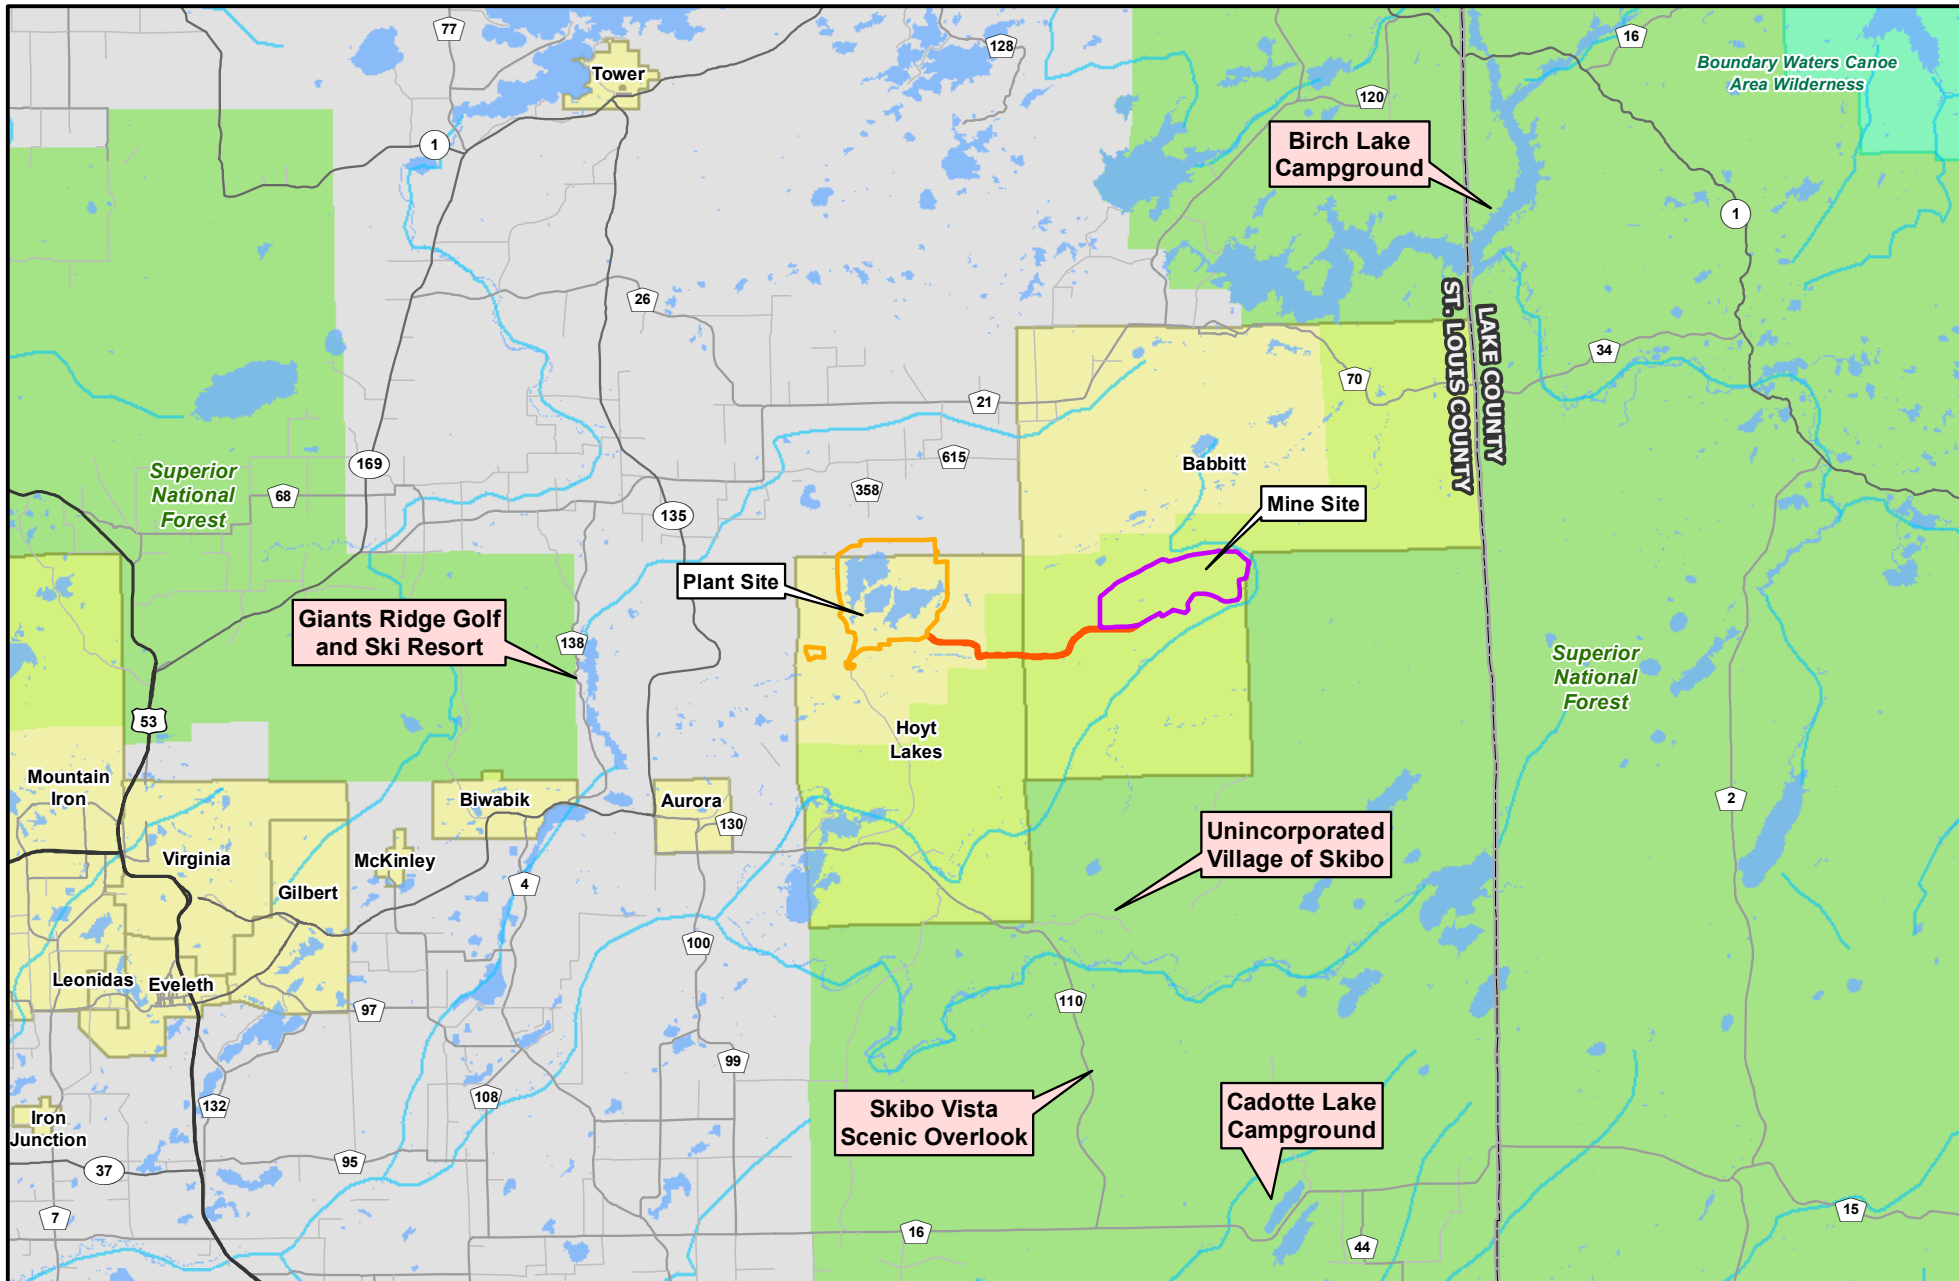 77
128
16
Tower
Boundary Waters Canoe
Area Wilderness
120
1
Birch Lake
Campground
1
26
ST. LOUIS COUNTY
LAKE COUNTY
34
70
21
169
615
Babbitt
Superior
National
Forest
68
358
Mine Site
135
Plant Site
Giants Ridge Golf
and Ski Resort
138
Superior
National
Forest
53
Hoyt
Lakes
Mountain
Iron
Biwabik
Aurora
2
130
Unincorporated
Village of Skibo
Virginia
McKinley
Gilbert
4
100
Leonidas
Eveleth
97
110
99
108
132
Skibo Vista
Scenic Overlook
Cadotte Lake
Campground
Iron
Junction
37
95
7
16
44
15